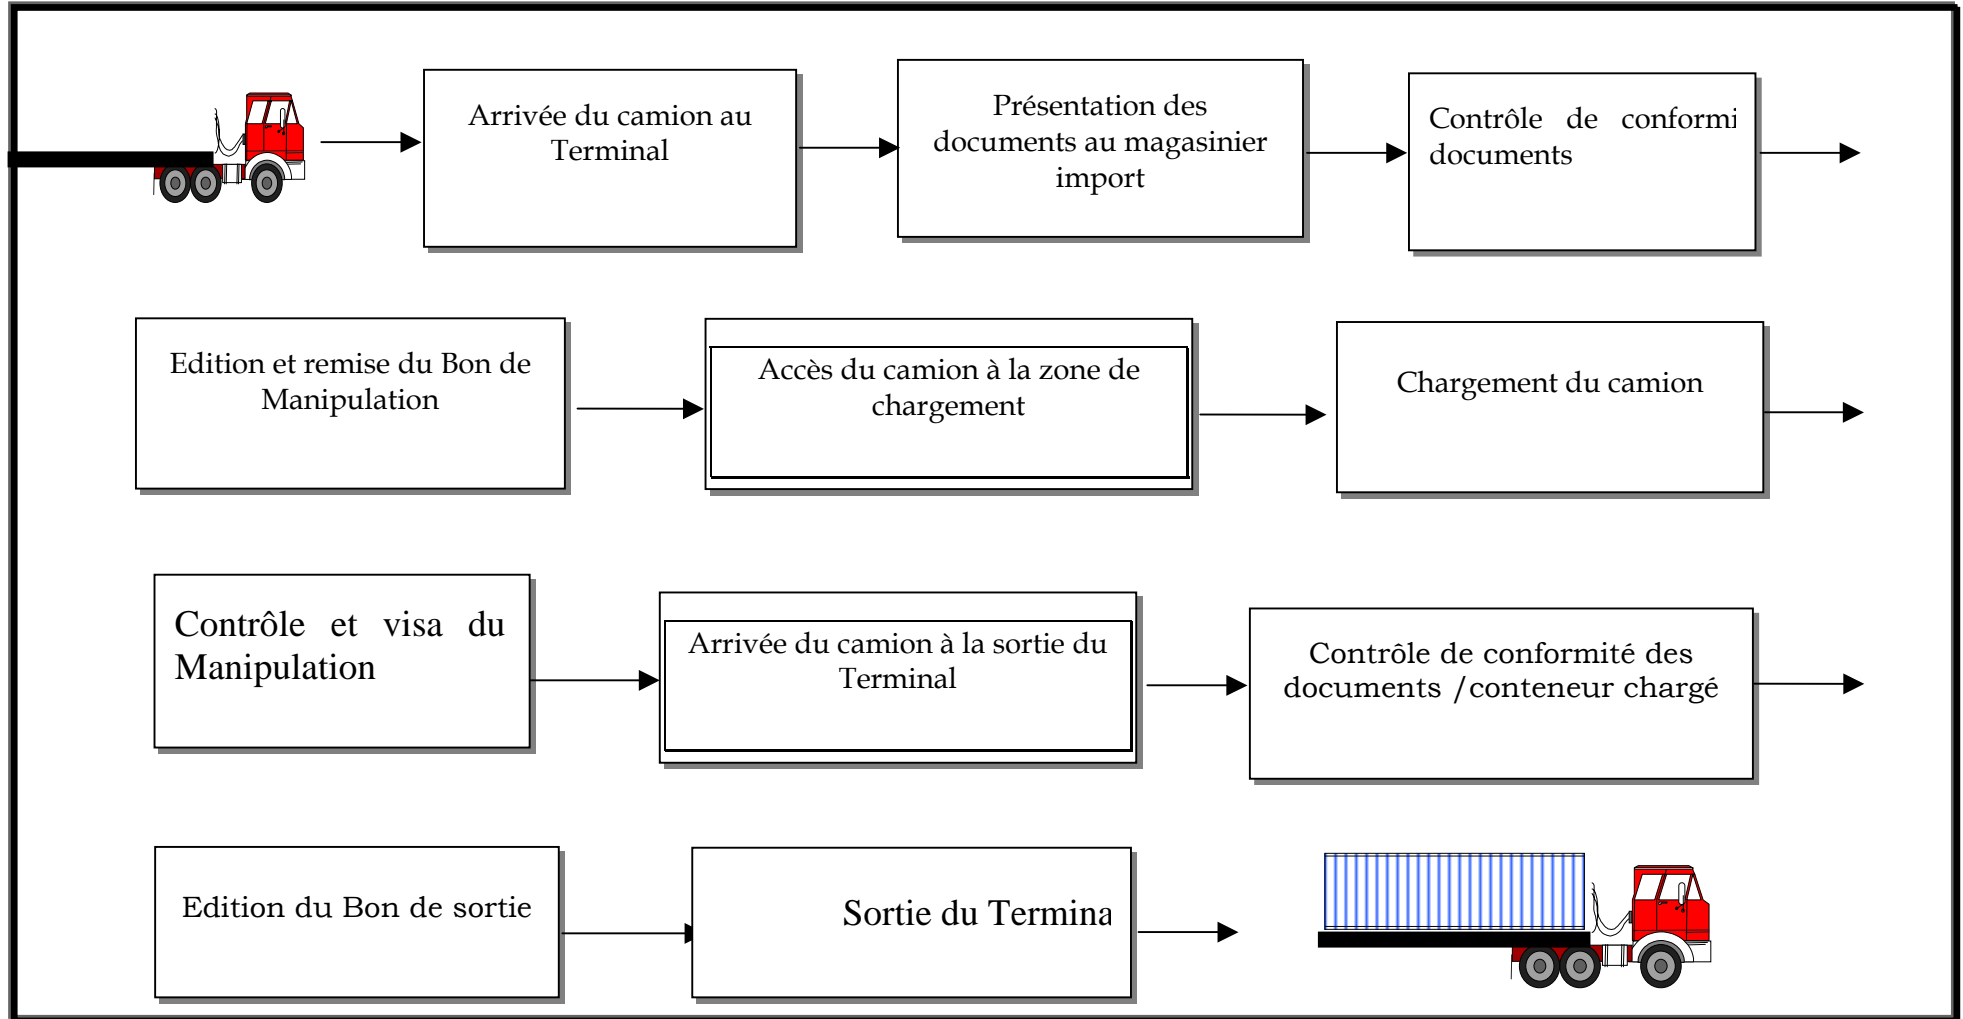 Arrivée du camion au
Terminal
Présentation des
documents au magasinier
import
Contrôle de conformi
documents
Edition et remise du Bon de
Manipulation
Accès du camion à la zone de
chargement
Chargement du camion
Contrôle et visa du
Manipulation
Arrivée du camion à la sortie du
Terminal
Contrôle de conformité des
documents /conteneur chargé
Edition du Bon de sortie
Sortie du Termina